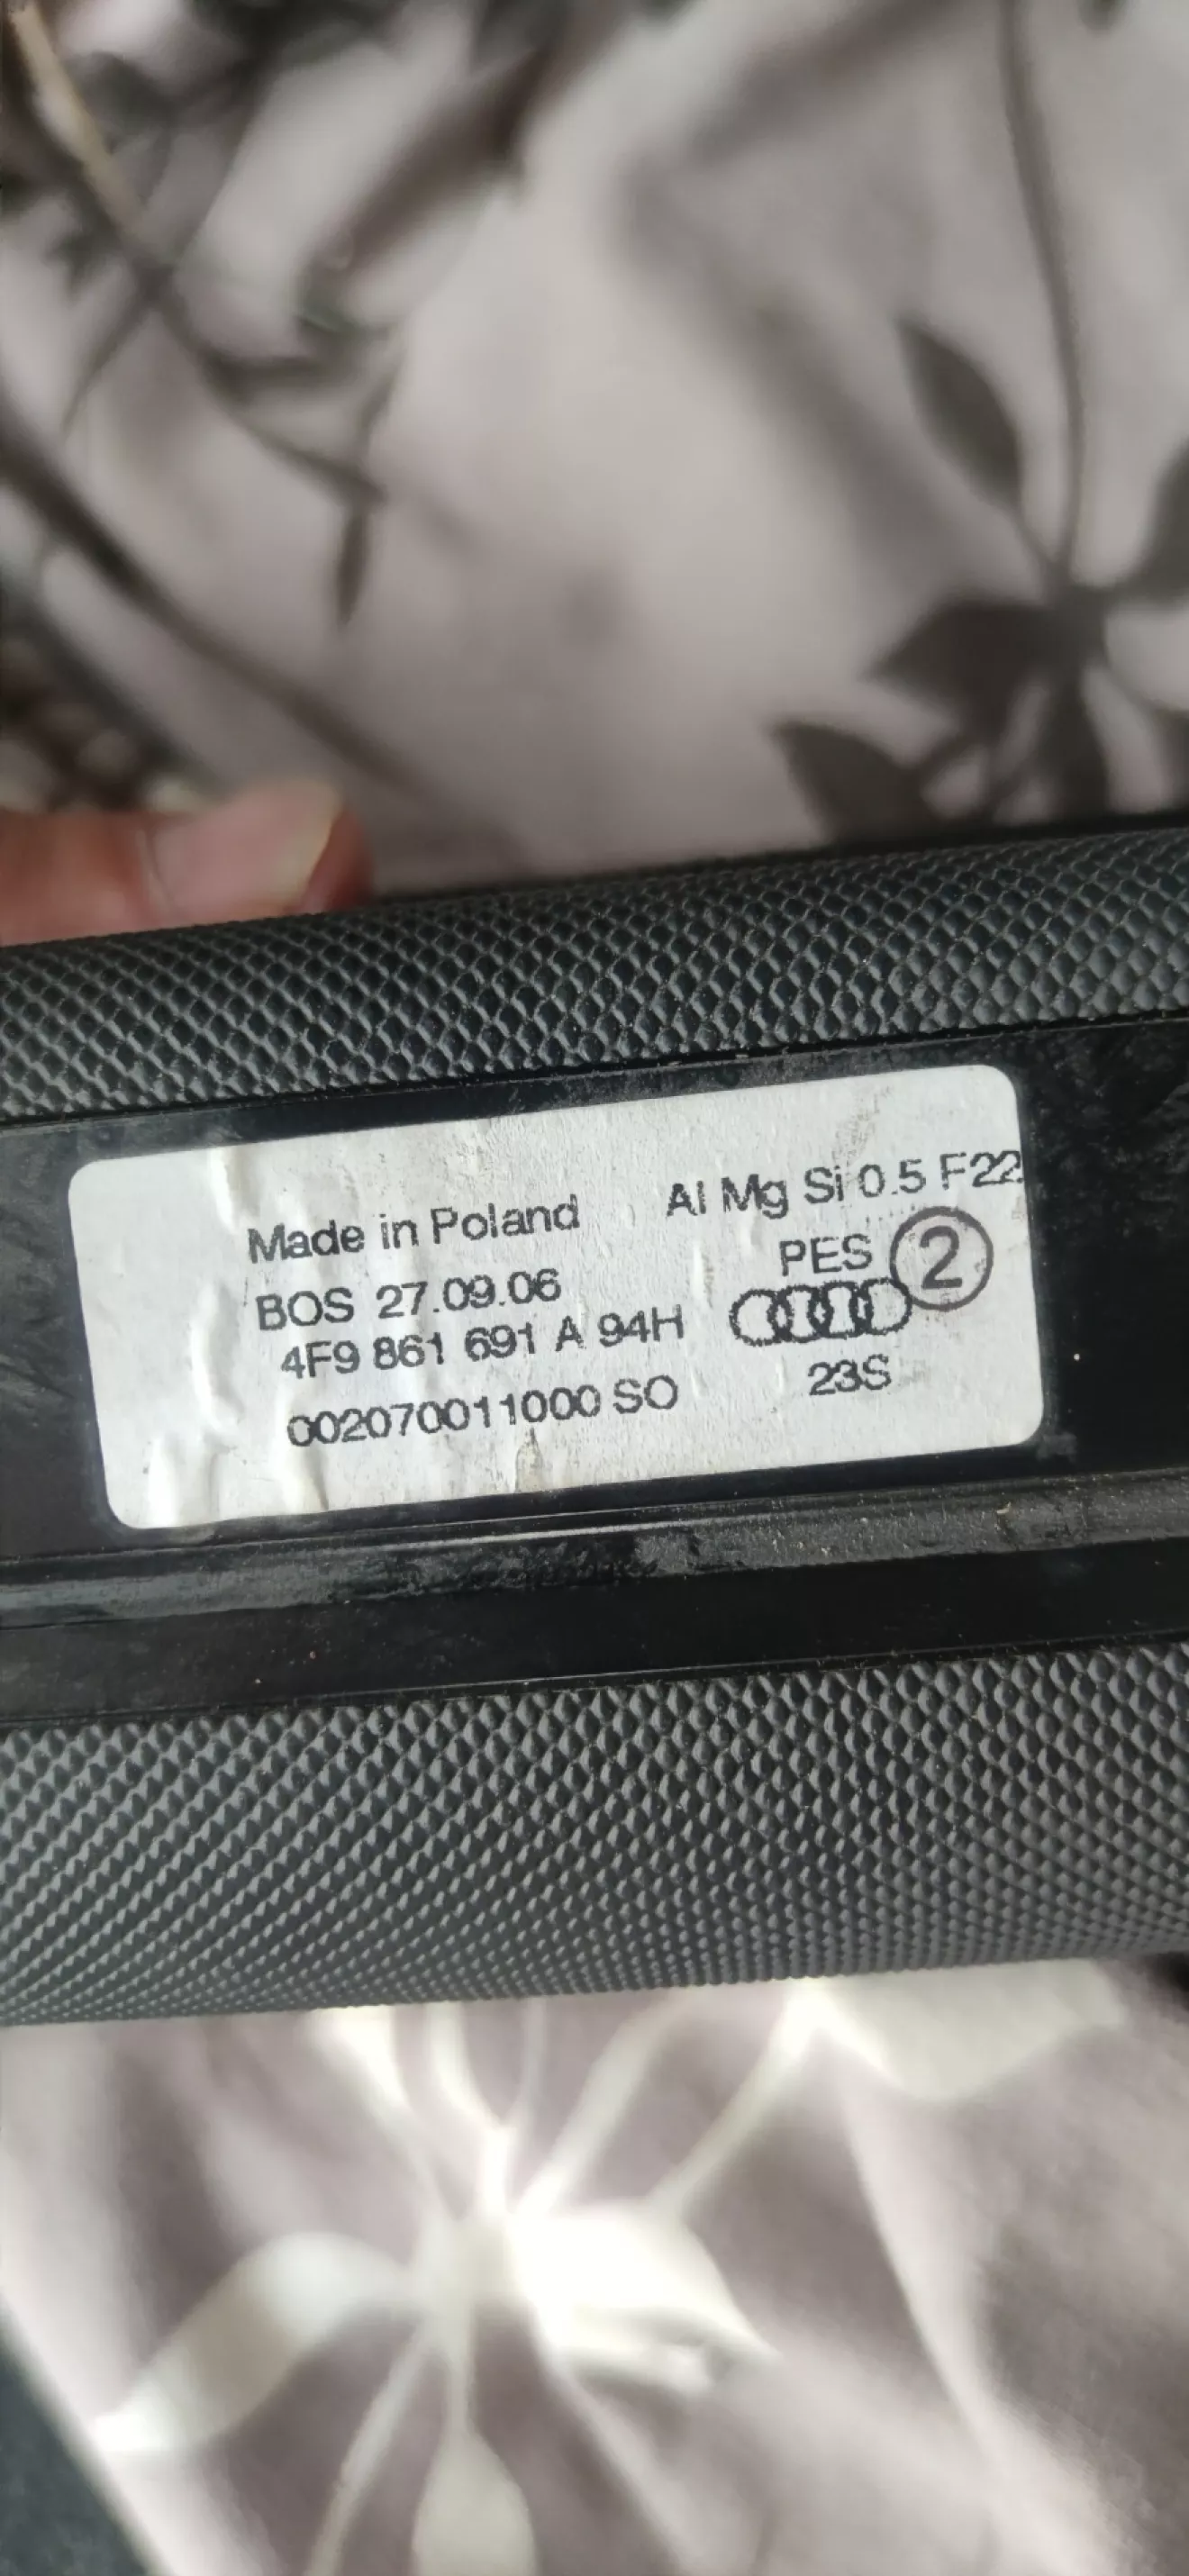 Made in Poland
Al Mg Si 0.5 F22
BOS 27.09.06
PES 2
4F9 861 691 A 94H
23S
002070011000 SO